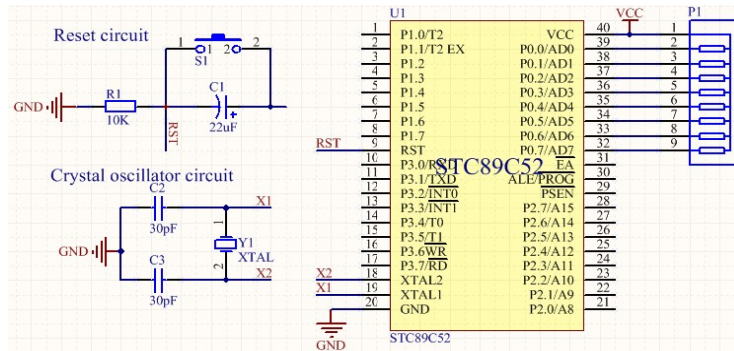 Reset circuit
1 2
1 2
S1
R1
10K
GND
RST
C1
+
22uF
Crystal oscillator circuit
C2
30pF
X1
GND
1
Y1
XTAL
2
C3
30pF
X2
U1
1 P1.0/T2 VCC 40
2 P1.1/T2 EX P0.0/AD0 39
3 P1.2 P0.1/AD1 38
4 P1.3 P0.2/AD2 37
5 P1.4 P0.3/AD3 36
6 P1.5 P0.4/AD4 35
7 P1.6 P0.5/AD5 34
8 P1.7 P0.6/AD6 33
RST 9 RST P0.7/AD7 32
10 P3.0/RXD EA 31
11 P3.1/TXD ALE/PROG 30
12 P3.2/INT0 PSEN 29
13 P3.3/INT1 P2.7/A15 28
14 P3.4/T0 P2.6/A14 27
15 P3.5/T1 P2.5/A13 26
16 P3.6WR P2.4/A12 25
17 P3.7/RD P2.3/A11 24
X2 18 XTAL2 P2.2/A10 23
X1 19 XTAL1 P2.1/A9 22
20 GND P2.0/A8 21
STC89C52
GND
STC89C52
VCC
P1
1
2
3
4
5
6
7
8
9